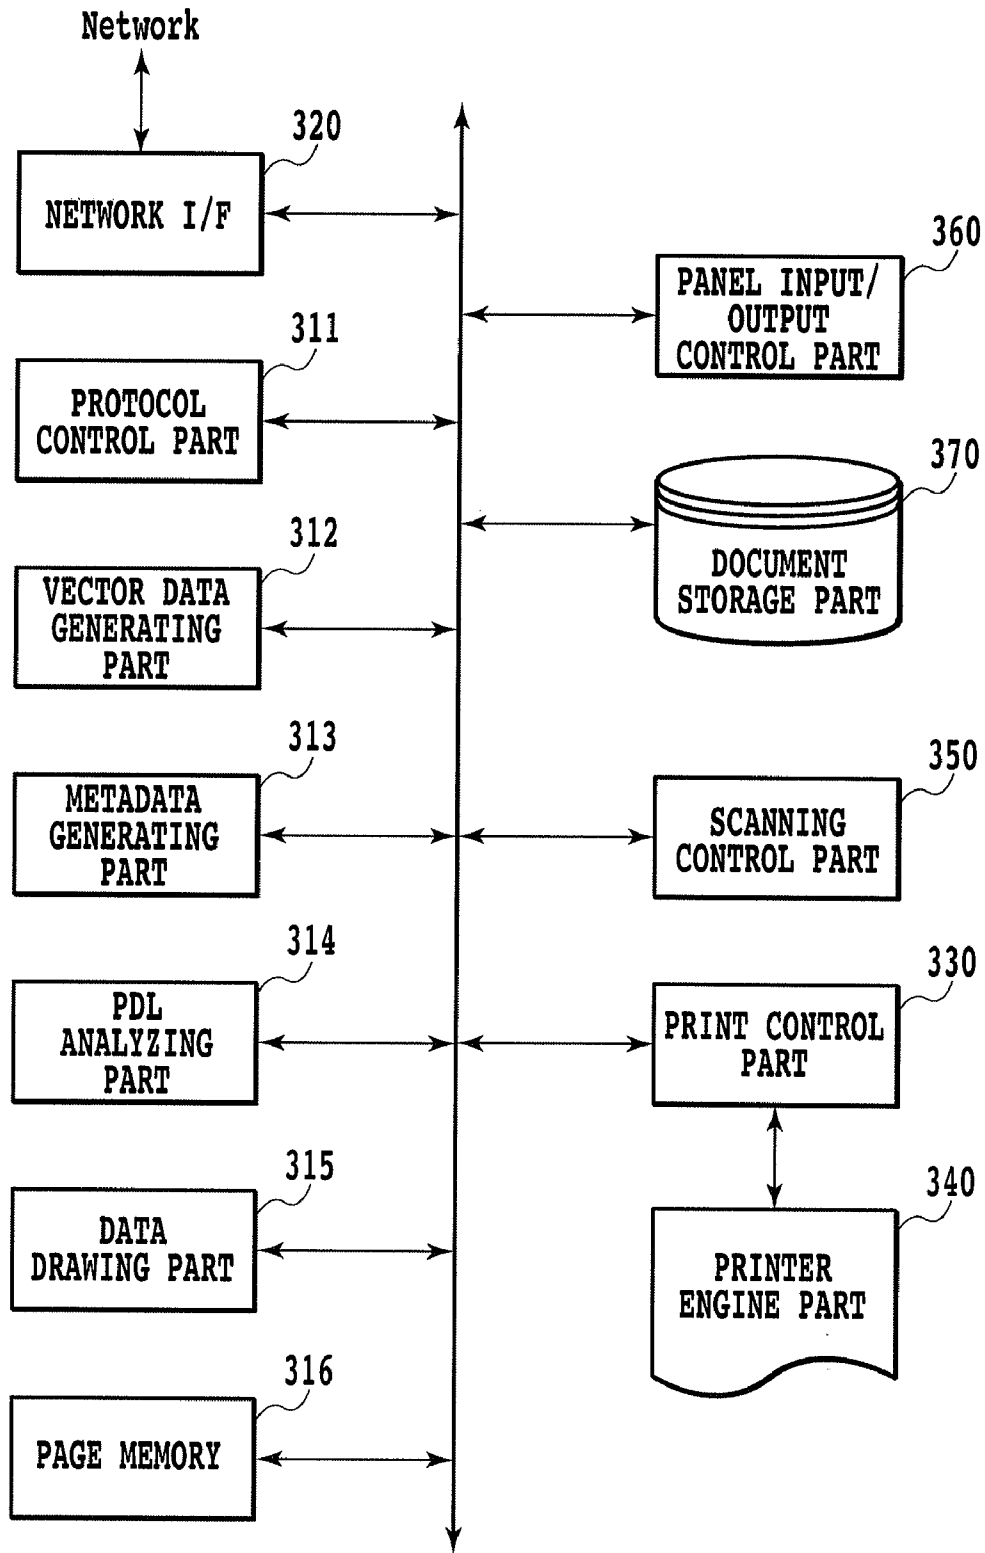 Network
320
NETWORK I/F
311
PROTOCOL
CONTROL PART
312
VECTOR DATA
GENERATING
PART
313
METADATA
GENERATING
PART
314
PDL
ANALYZING
PART
315
DATA
DRAWING PART
316
PAGE MEMORY
360
PANEL INPUT/
OUTPUT
CONTROL PART
370
DOCUMENT
STORAGE PART
350
SCANNING
CONTROL PART
330
PRINT CONTROL
PART
340
PRINTER
ENGINE PART